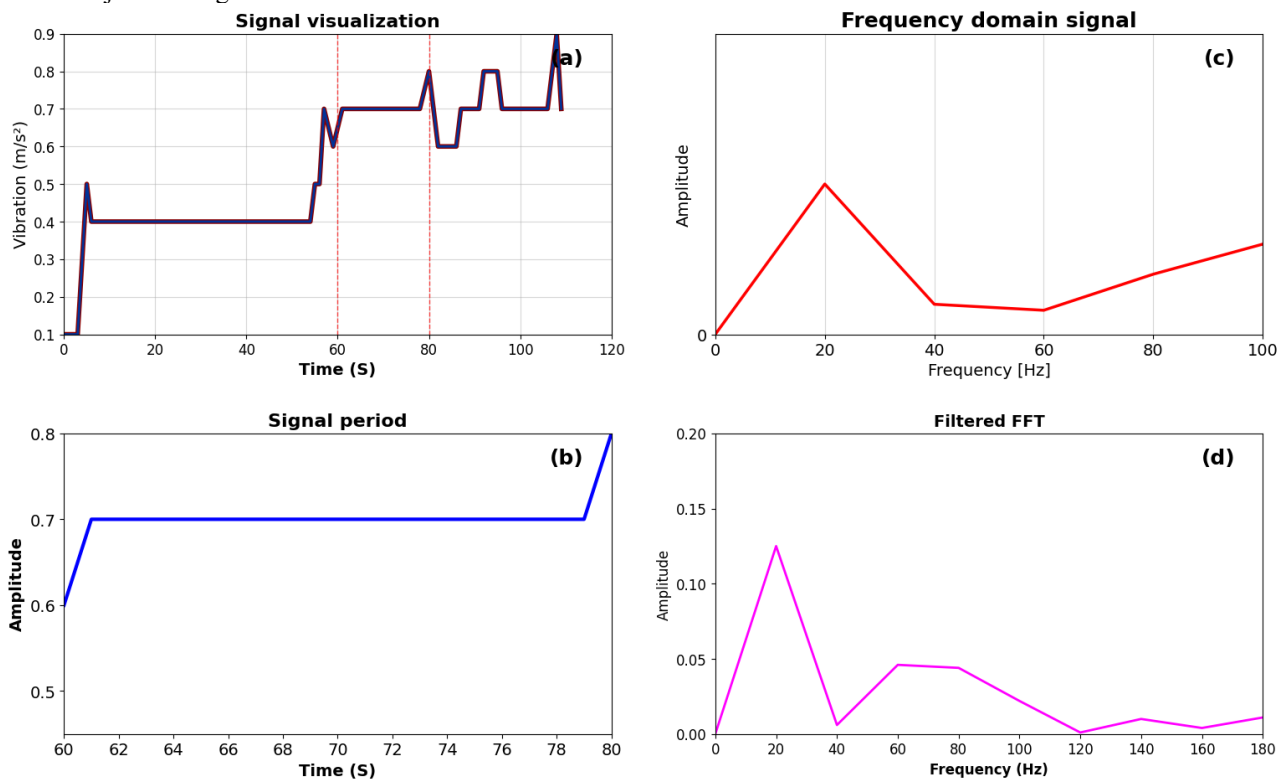 Signal visualization
(a)
Vibration (m/s²)
0.9
0.8
0.7
0.6
0.5
0.4
0.3
0.2
0.1
0 20 40 60 80 100 120
Time (S)
Frequency domain signal
(c)
Amplitude
0
0 20 40 60 80 100
Frequency [Hz]
Signal period
(b)
Amplitude
0.8
0.7
0.6
0.5
60 62 64 66 68 70 72 74 76 78 80
Time (S)
Filtered FFT
(d)
Amplitude
0.20
0.15
0.10
0.05
0.00
0 20 40 60 80 100 120 140 160 180
Frequency (Hz)